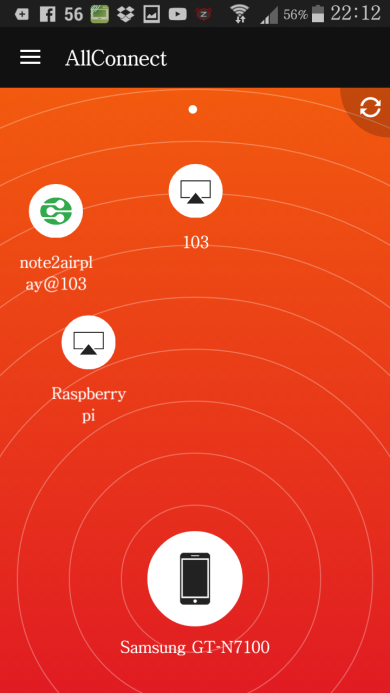 56 56% 22:12
AllConnect
103
note2airpl
ay@103
Raspberry
pi
Samsung GT-N7100